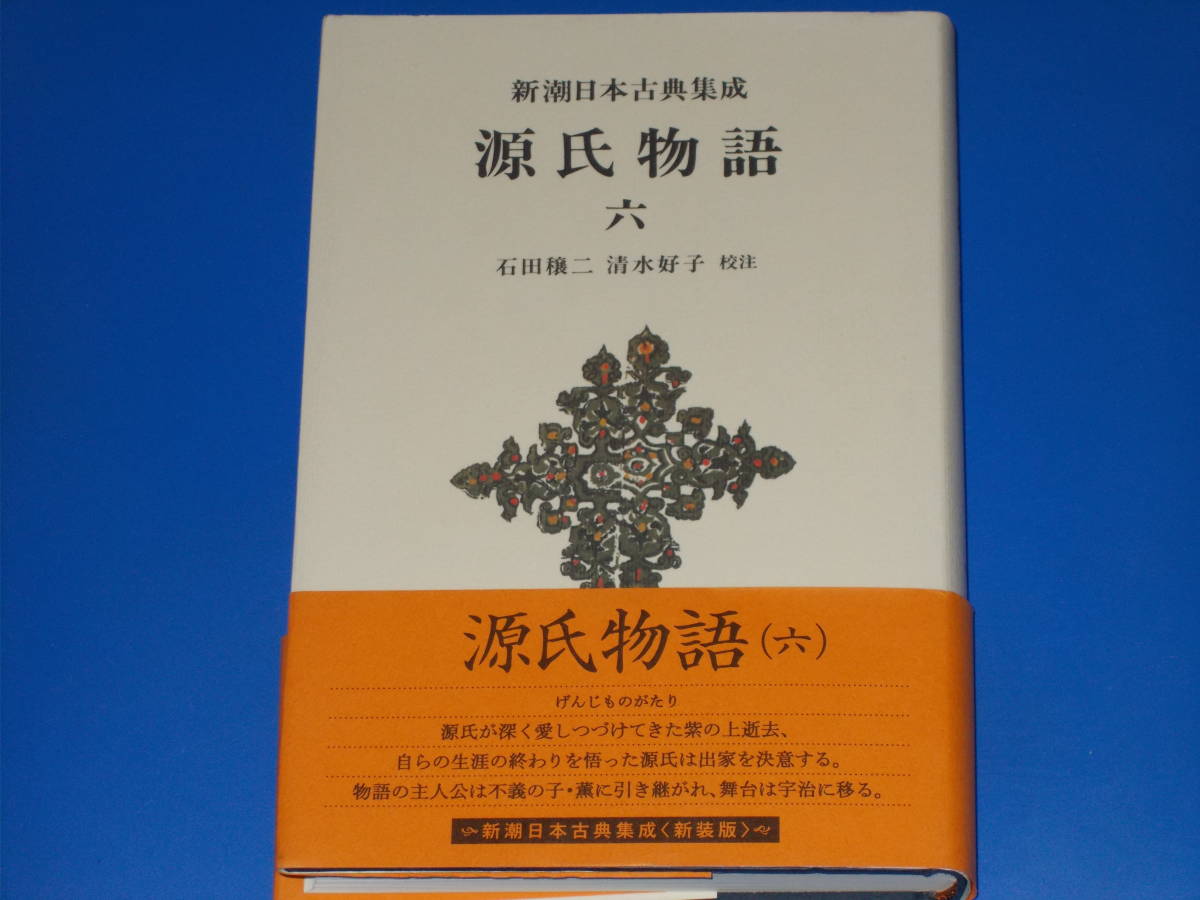 新潮日本古典集成
源氏物語
六
石田穣二 清水好子 校注
源氏物語(六)
げんじものがたり
源氏が深く愛しつづけてきた紫の上逝去、
自らの生涯の終わりを悟った源氏は出家を決意する。
物語の主人公は不義の子・薫に引き継がれ、舞台は宇治に移る。
新潮日本古典集成〈新装版〉